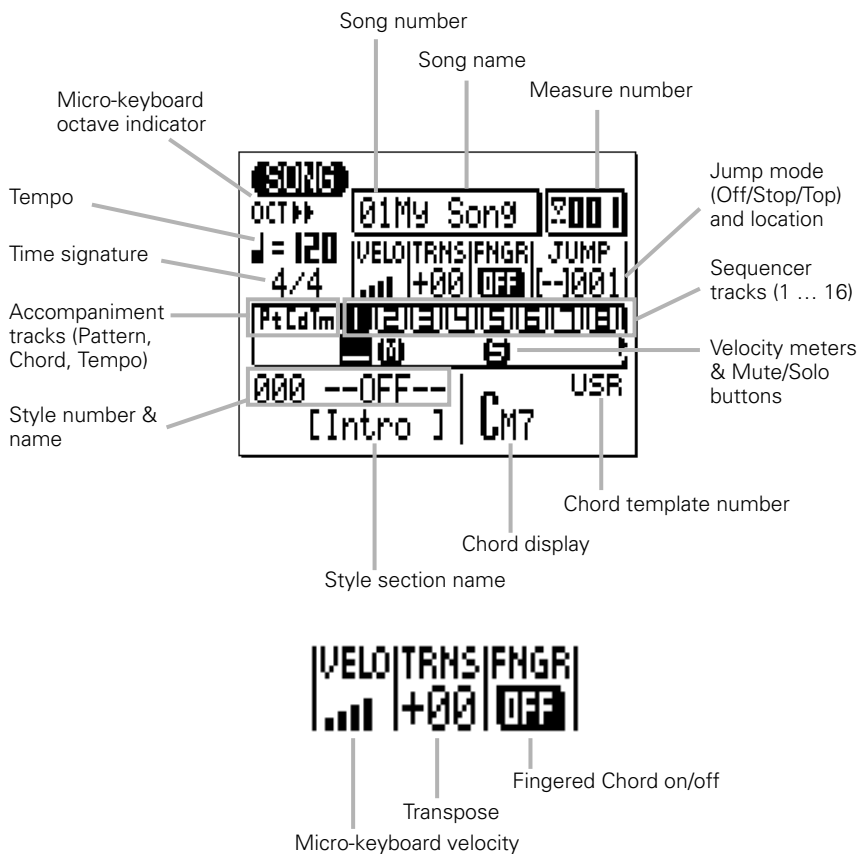 Song number
Song name
Measure number
Micro-keyboard
octave indicator
Tempo
Time signature
Accompaniment
tracks (Pattern,
Chord, Tempo)
Style number &
name
SONG
OCT
01My Song
001
= 120
VELO TRNS FNGR JUMP
4/4
+00 OFF [--]001
Pt Cd Tm 1 2 3 4 5 6 7 8
M S
000 --OFF--
USR
[Intro ]
CM7
Jump mode
(Off/Stop/Top)
and location
Sequencer
tracks (1 … 16)
Velocity meters
& Mute/Solo
buttons
Chord template number
Chord display
Style section name
VELO TRNS FNGR
+00 OFF
Fingered Chord on/off
Transpose
Micro-keyboard velocity